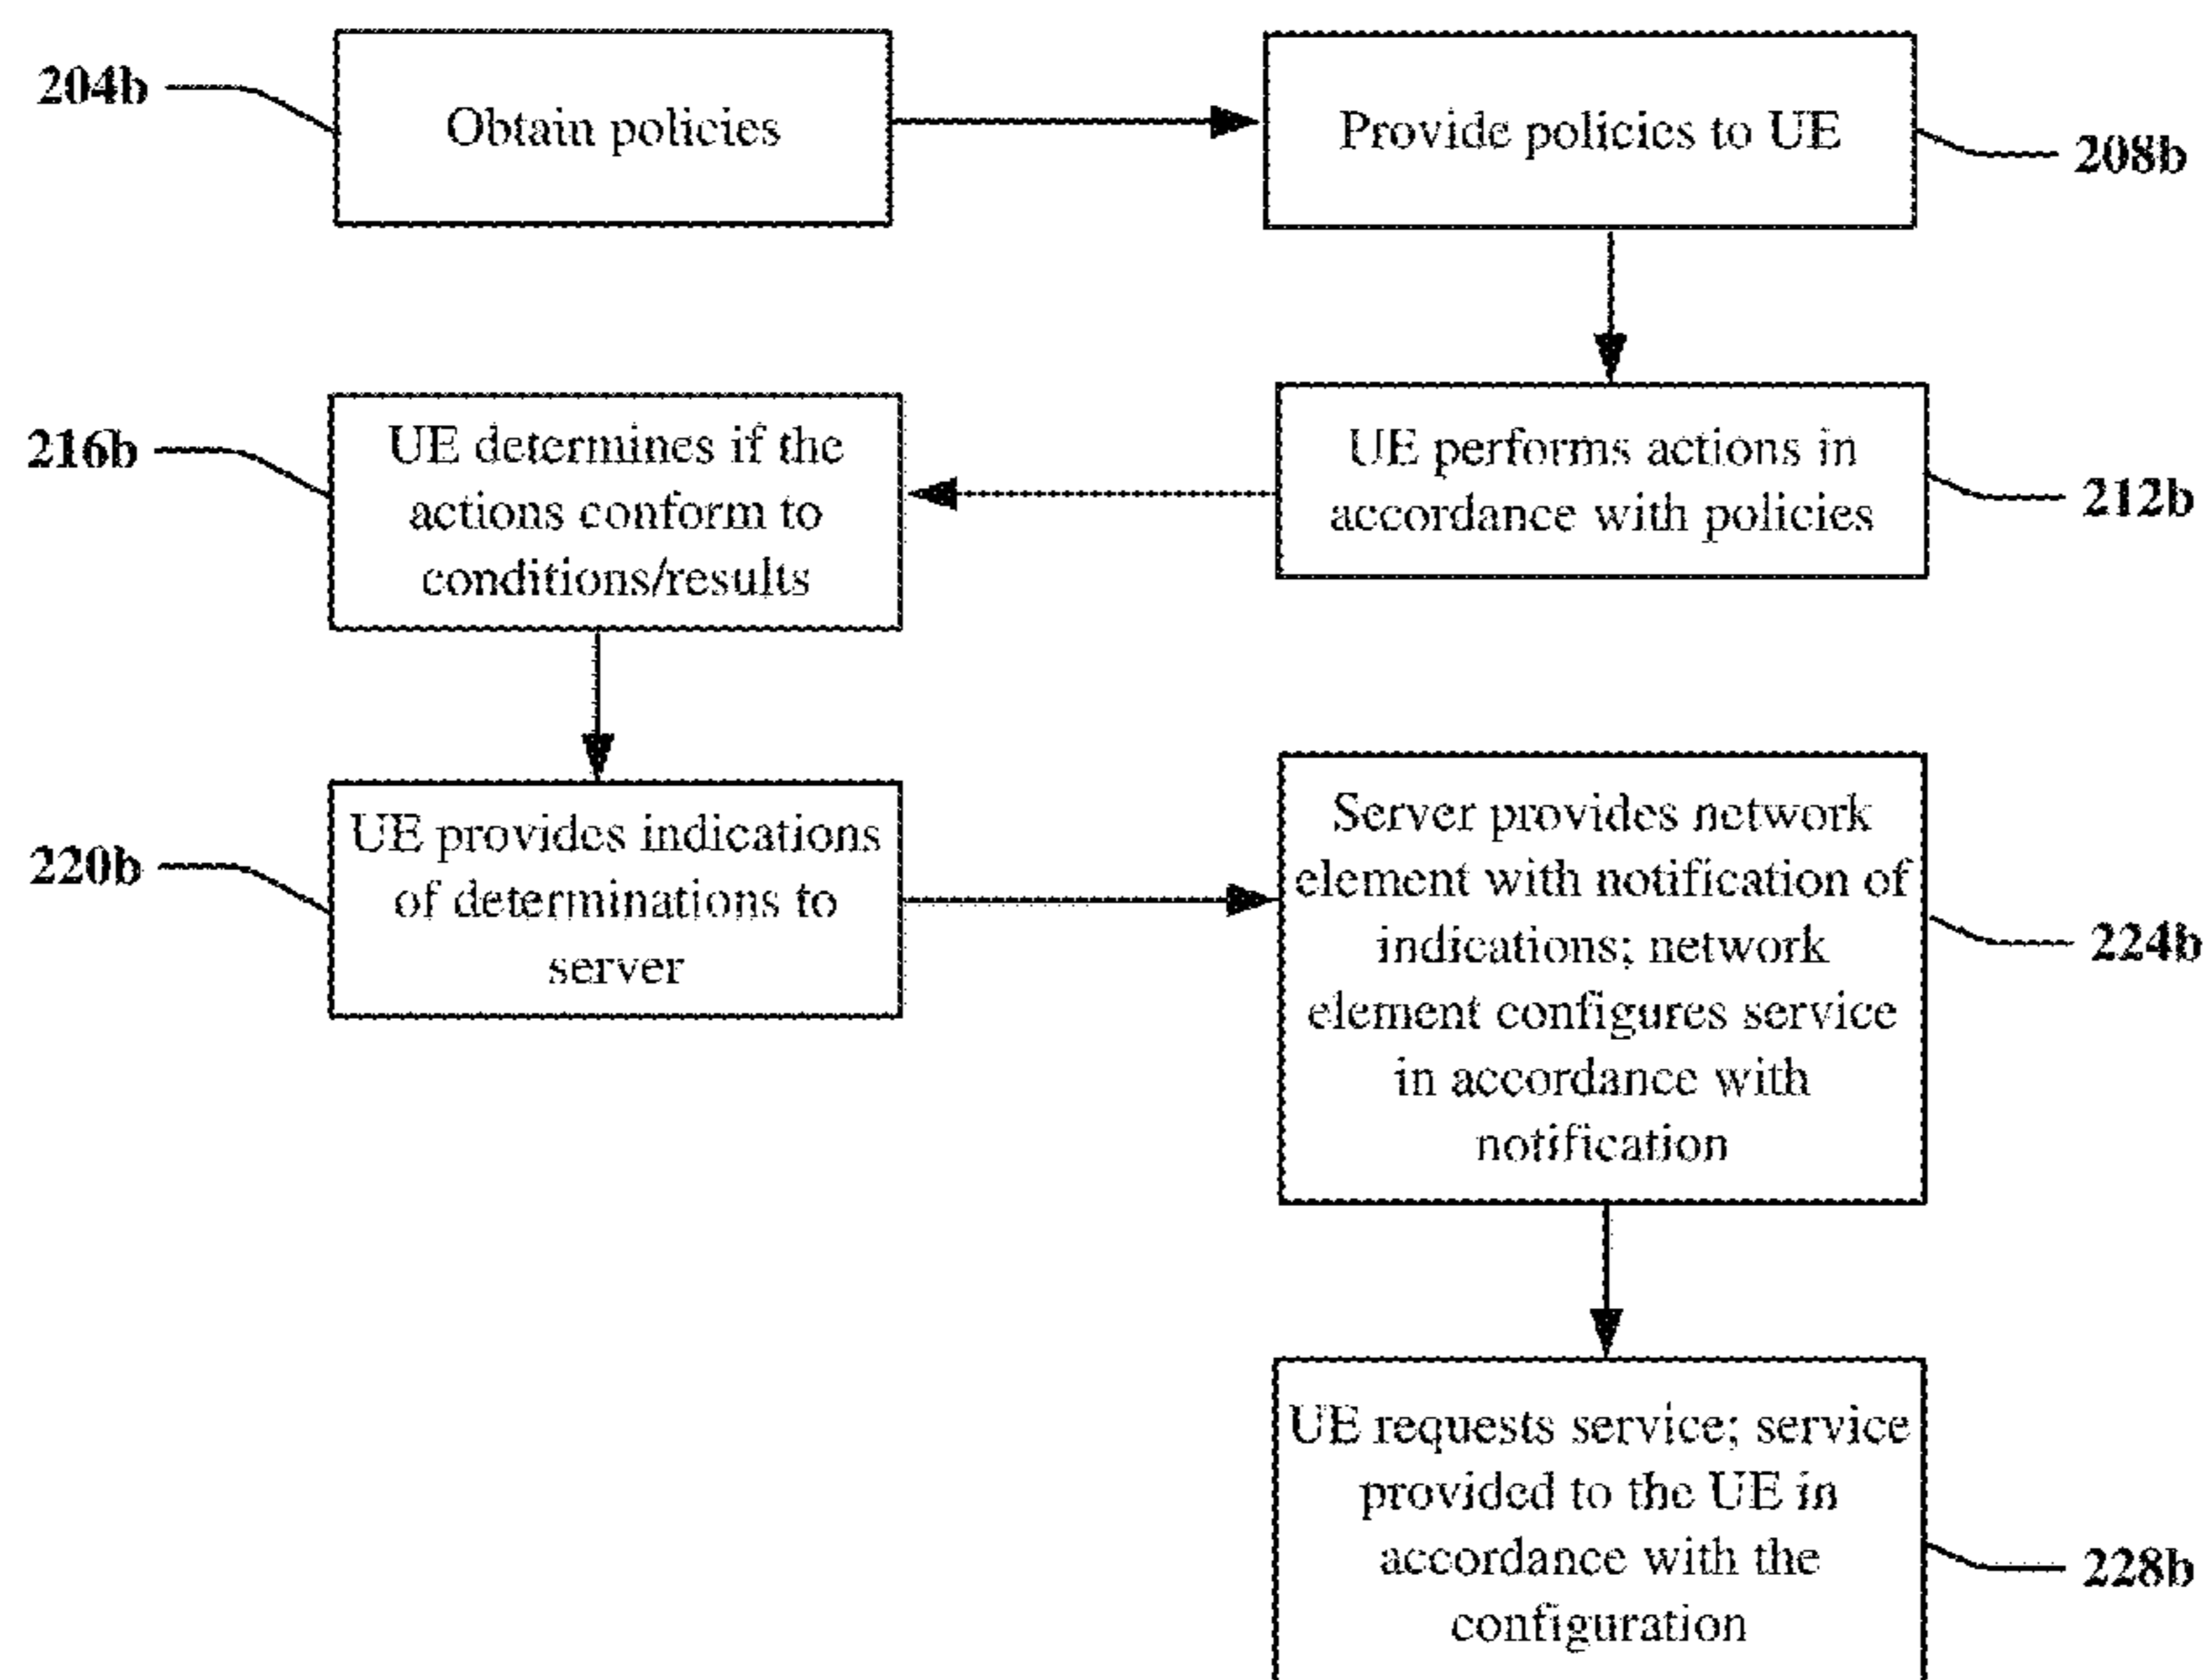 204b
Obtain policies
Provide policies to UE
208b
216b
UE determines if the
actions conform to
conditions/results
UE performs actions in
accordance with policies
212b
220b
UE provides indications
of determinations to
server
Server provides network
element with notification of
indications; network
element configures service
in accordance with
notification
224b
UE requests service; service
provided to the UE in
accordance with the
configuration
228b